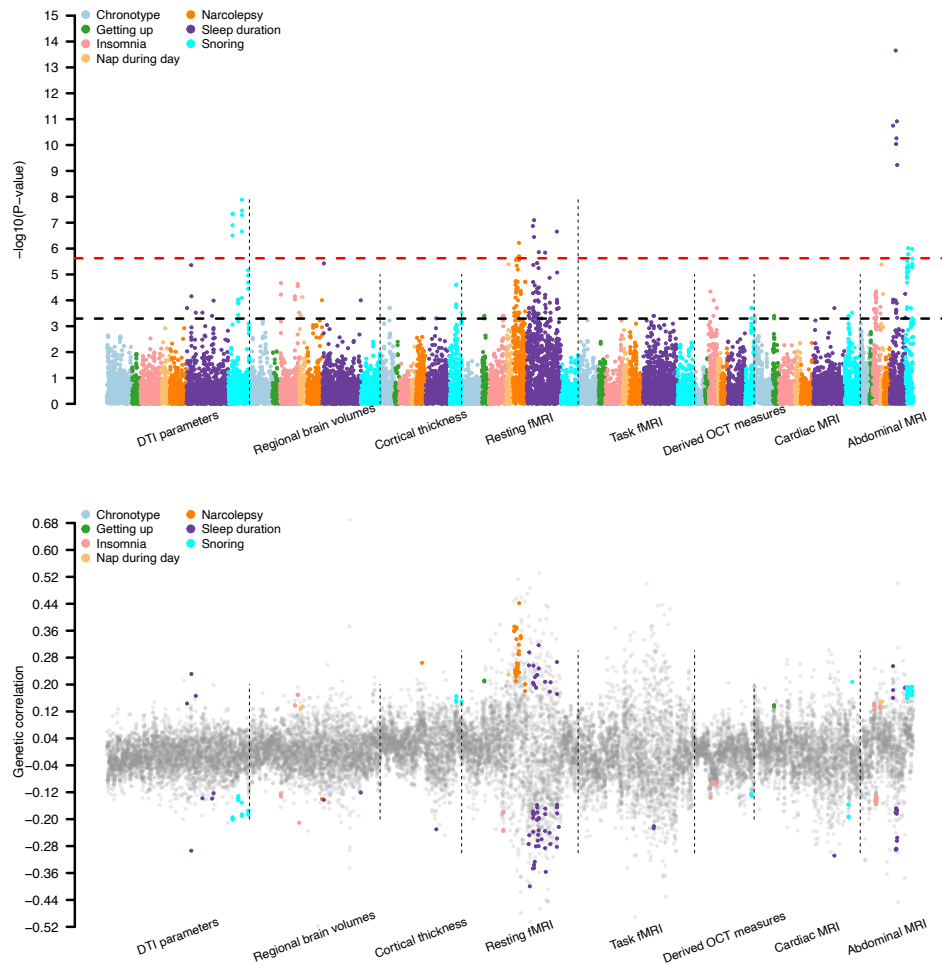 15
14
13
12
11
10
9
8
7
6
5
4
3
2
1
0
−log10(P−value)
Chronotype
Getting up
Insomnia
Nap during day
Narcolepsy
Sleep duration
Snoring
DTI parameters
Regional brain volumes
Cortical thickness
Resting fMRI
Task fMRI
Derived OCT measures
Cardiac MRI
Abdominal MRI
0.68
0.60
0.52
0.44
0.36
0.28
0.20
0.12
0.04
−0.04
−0.12
−0.20
−0.28
−0.36
−0.44
−0.52
Genetic correlation
Chronotype
Getting up
Insomnia
Nap during day
Narcolepsy
Sleep duration
Snoring
DTI parameters
Regional brain volumes
Cortical thickness
Resting fMRI
Task fMRI
Derived OCT measures
Cardiac MRI
Abdominal MRI